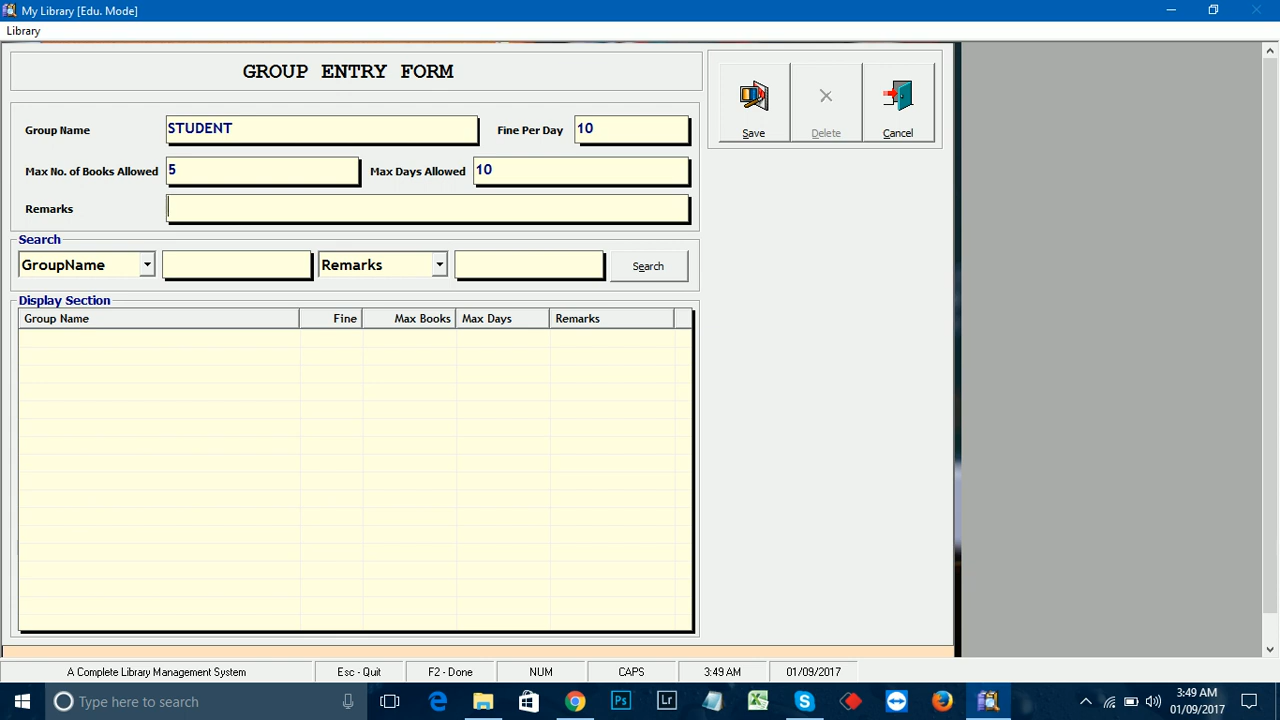 My Library [Edu. Mode]
Library
GROUP ENTRY FORM
Group Name STUDENT Fine Per Day 10
Max No. of Books Allowed 5 Max Days Allowed 10
Remarks
Save Delete Cancel
Search
GroupName Remarks Search
Display Section
Group Name Fine Max Books Max Days Remarks
A Complete Library Management System Esc - Quit F2 - Done NUM CAPS 3:49 AM 01/09/2017
Type here to search
Ps Lr
3:49 AM
01/09/2017